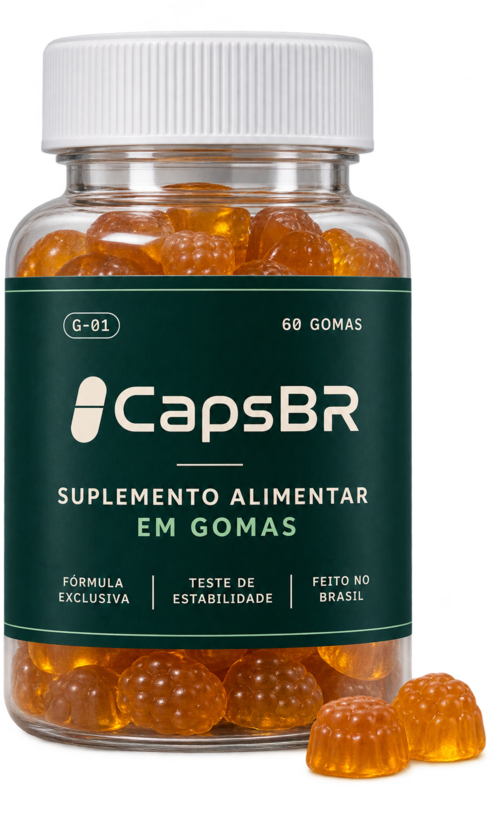 G-01
60 GOMAS
CapsBR
SUPLEMENTO ALIMENTAR
EM GOMAS
FÓRMULA
EXCLUSIVA
TESTE DE
ESTABILIDADE
FEITO NO
BRASIL